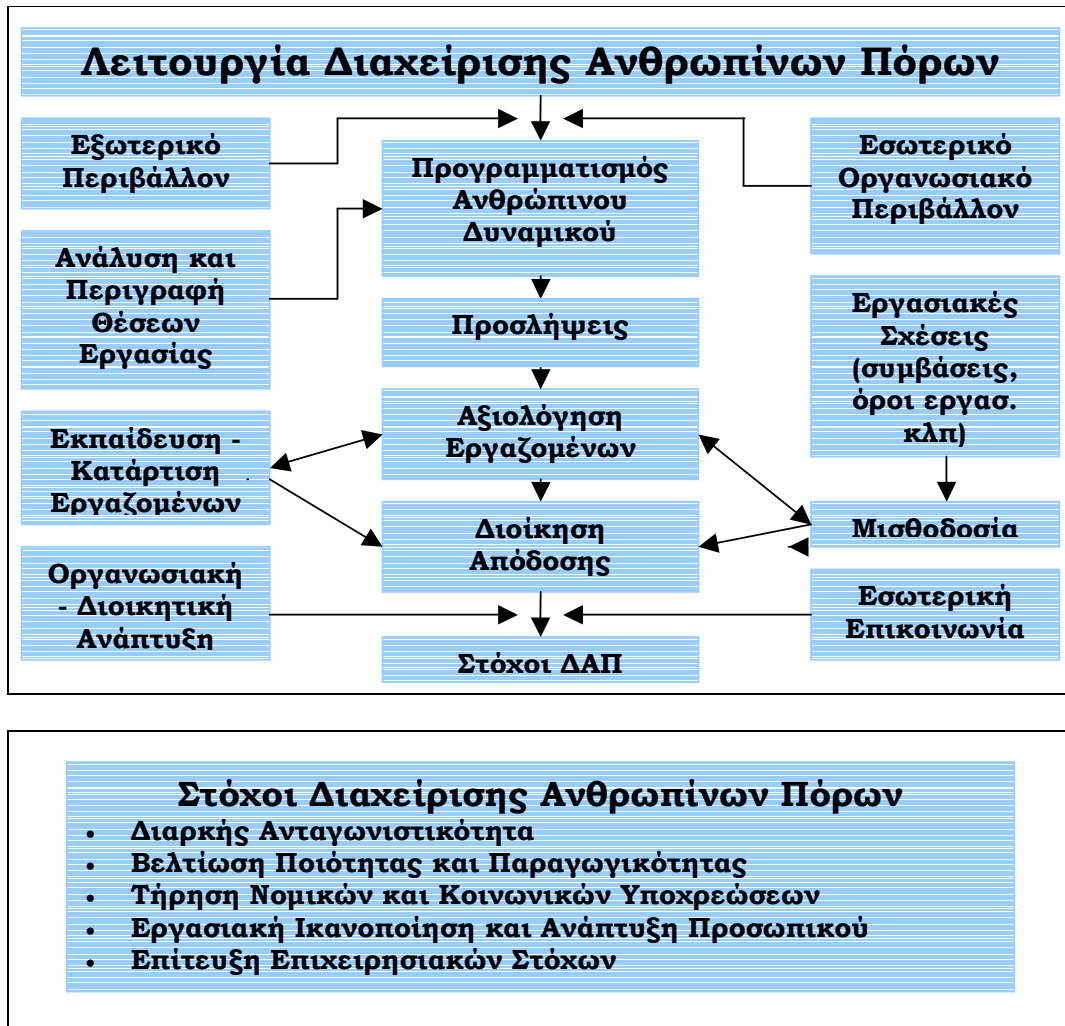 Λειτουργία Διαχείρισης Ανθρωπίνων Πόρων
Εξωτερικό
Περιβάλλον
Προγραμματισμός
Ανθρώπινου
Δυναμικού
Εσωτερικό
Οργανωσιακό
Περιβάλλον
Ανάλυση και
Περιγραφή
Θέσεων
Εργασίας
Προσλήψεις
Εργασιακές
Σχέσεις
(συμβάσεις,
όροι εργασ.
κλπ)
Εκπαίδευση -
Κατάρτιση
Εργαζομένων
Αξιολόγηση
Εργαζομένων
Διοίκηση
Απόδοσης
Μισθοδοσία
Οργανωσιακή
- Διοικητική
Ανάπτυξη
Εσωτερική
Επικοινωνία
Στόχοι ΔΑΠ
Στόχοι Διαχείρισης Ανθρωπίνων Πόρων
• Διαρκής Ανταγωνιστικότητα
• Βελτίωση Ποιότητας και Παραγωγικότητας
• Τήρηση Νομικών και Κοινωνικών Υποχρεώσεων
• Εργασιακή Ικανοποίηση και Ανάπτυξη Προσωπικού
• Επίτευξη Επιχειρησιακών Στόχων